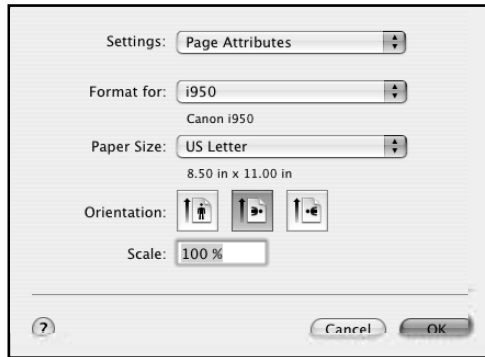 Settings: Page Attributes
Format for: i950
Canon i950
Paper Size: US Letter
8.50 in x 11.00 in
Orientation:
Scale: 100 %
? Cancel OK